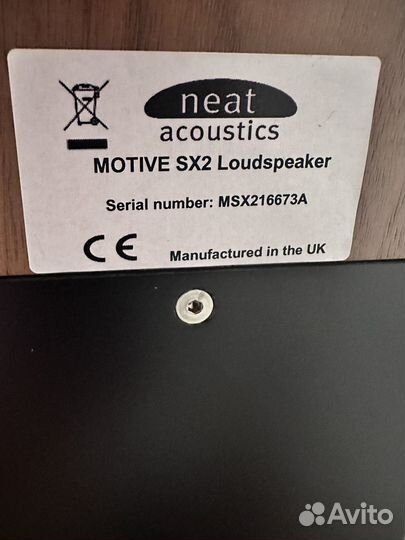 neat
acoustics
MOTIVE SX2 Loudspeaker
Serial number: MSX216673A
CE Manufactured in the UK
Avito